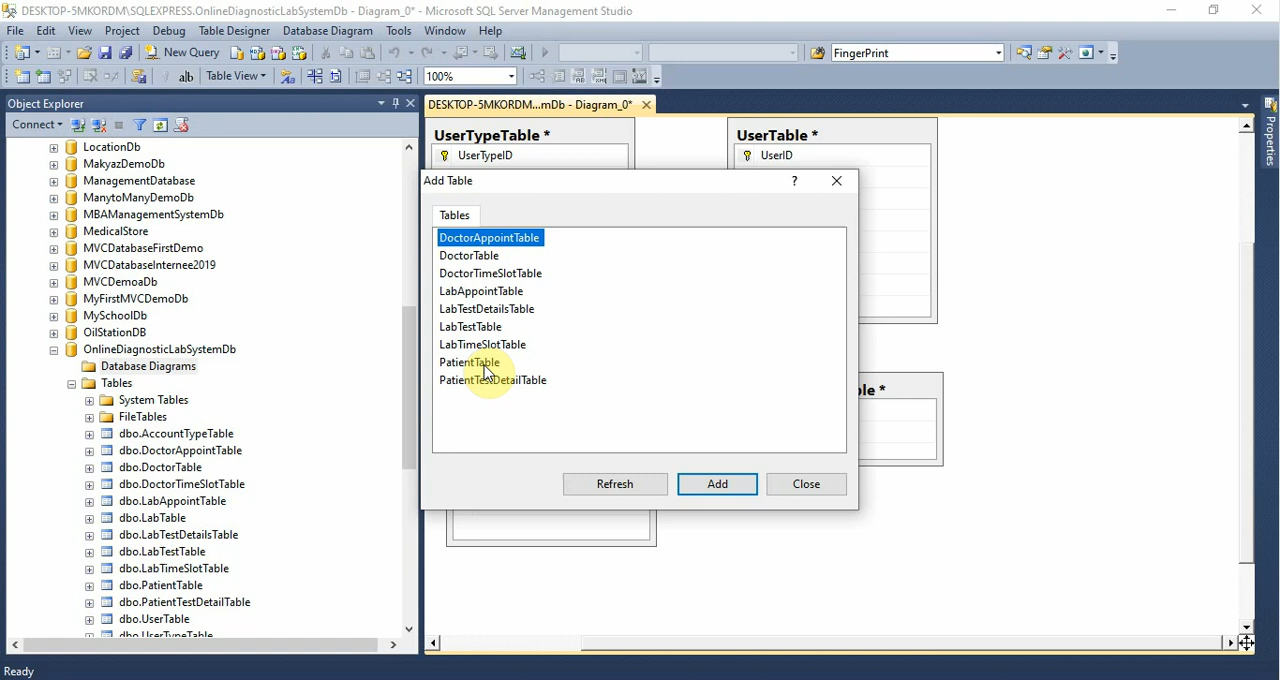 DESKTOP-5MKORDM\SQLEXPRESS.OnlineDiagnosticLabSystemDb - Diagram_0* - Microsoft SQL Server Management Studio
File Edit View Project Debug Table Designer Database Diagram Tools Window Help
New Query FingerPrint
Table View 100%
Object Explorer
Connect
LocationDb
MakyazDemoDb
ManagementDatabase
ManytoManyDemoDb
MBAManagementSystemDb
MedicalStore
MVCDatabaseFirstDemo
MVCDatabaseInternee2019
MVCDemoaDb
MyFirstMVCDemoDb
MySchoolDb
OilStationDB
OnlineDiagnosticLabSystemDb
Database Diagrams
Tables
System Tables
FileTables
dbo.AccountTypeTable
dbo.DoctorAppointTable
dbo.DoctorTable
dbo.DoctorTimeSlotTable
dbo.LabAppointTable
dbo.LabTable
dbo.LabTestDetailsTable
dbo.LabTestTable
dbo.LabTimeSlotTable
dbo.PatientTable
dbo.PatientTestDetailTable
dbo.UserTable
dbo.UserTypeTable
DESKTOP-5MKORDM...mDb - Diagram_0*
UserTypeTable *
UserTypeID
UserTable *
UserID
ble *
Add Table
?
Tables
DoctorAppointTable
DoctorTable
DoctorTimeSlotTable
LabAppointTable
LabTestDetailsTable
LabTestTable
LabTimeSlotTable
PatientTable
PatientTestDetailTable
Refresh Add Close
Properties
Ready